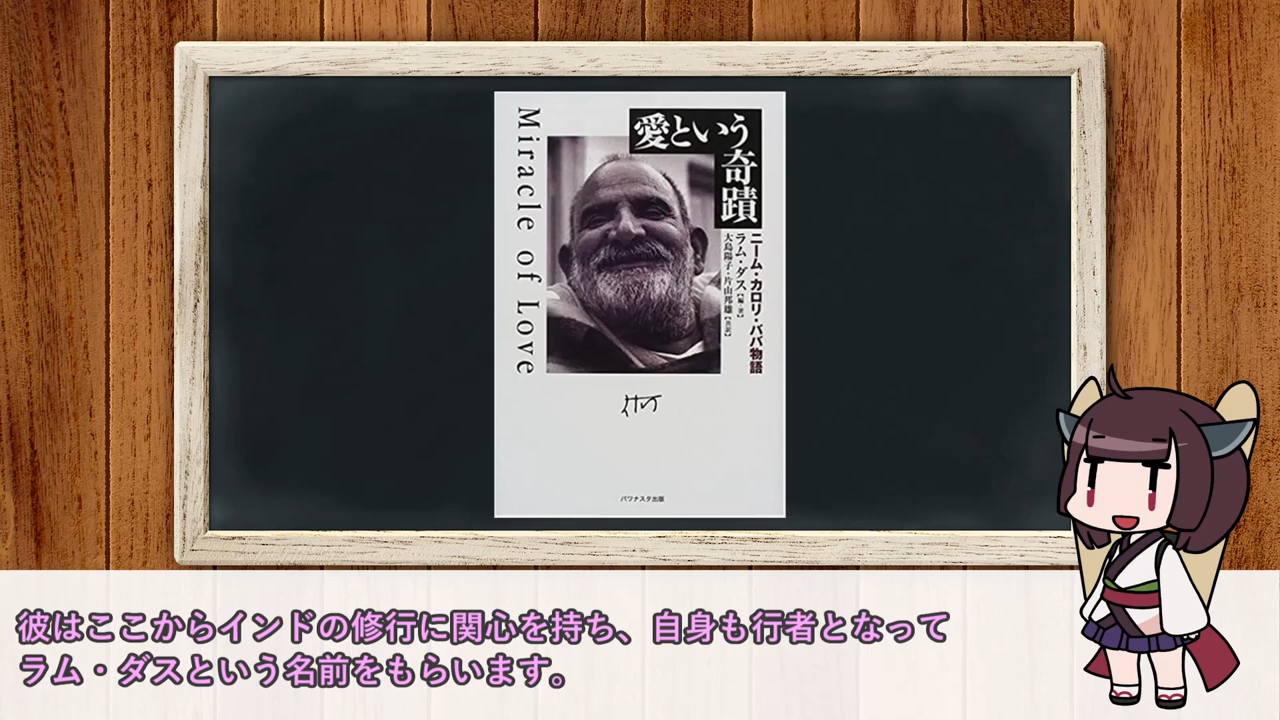 Miracle of Love
愛という
奇蹟
ニーム・カロリ・ババ物語
ラム・ダス【編・著】
大島陽子・片山邦雄【共訳】
パワナスタ出版
彼はここからインドの修行に関心を持ち、自身も行者となって
ラム・ダスという名前をもらいます。